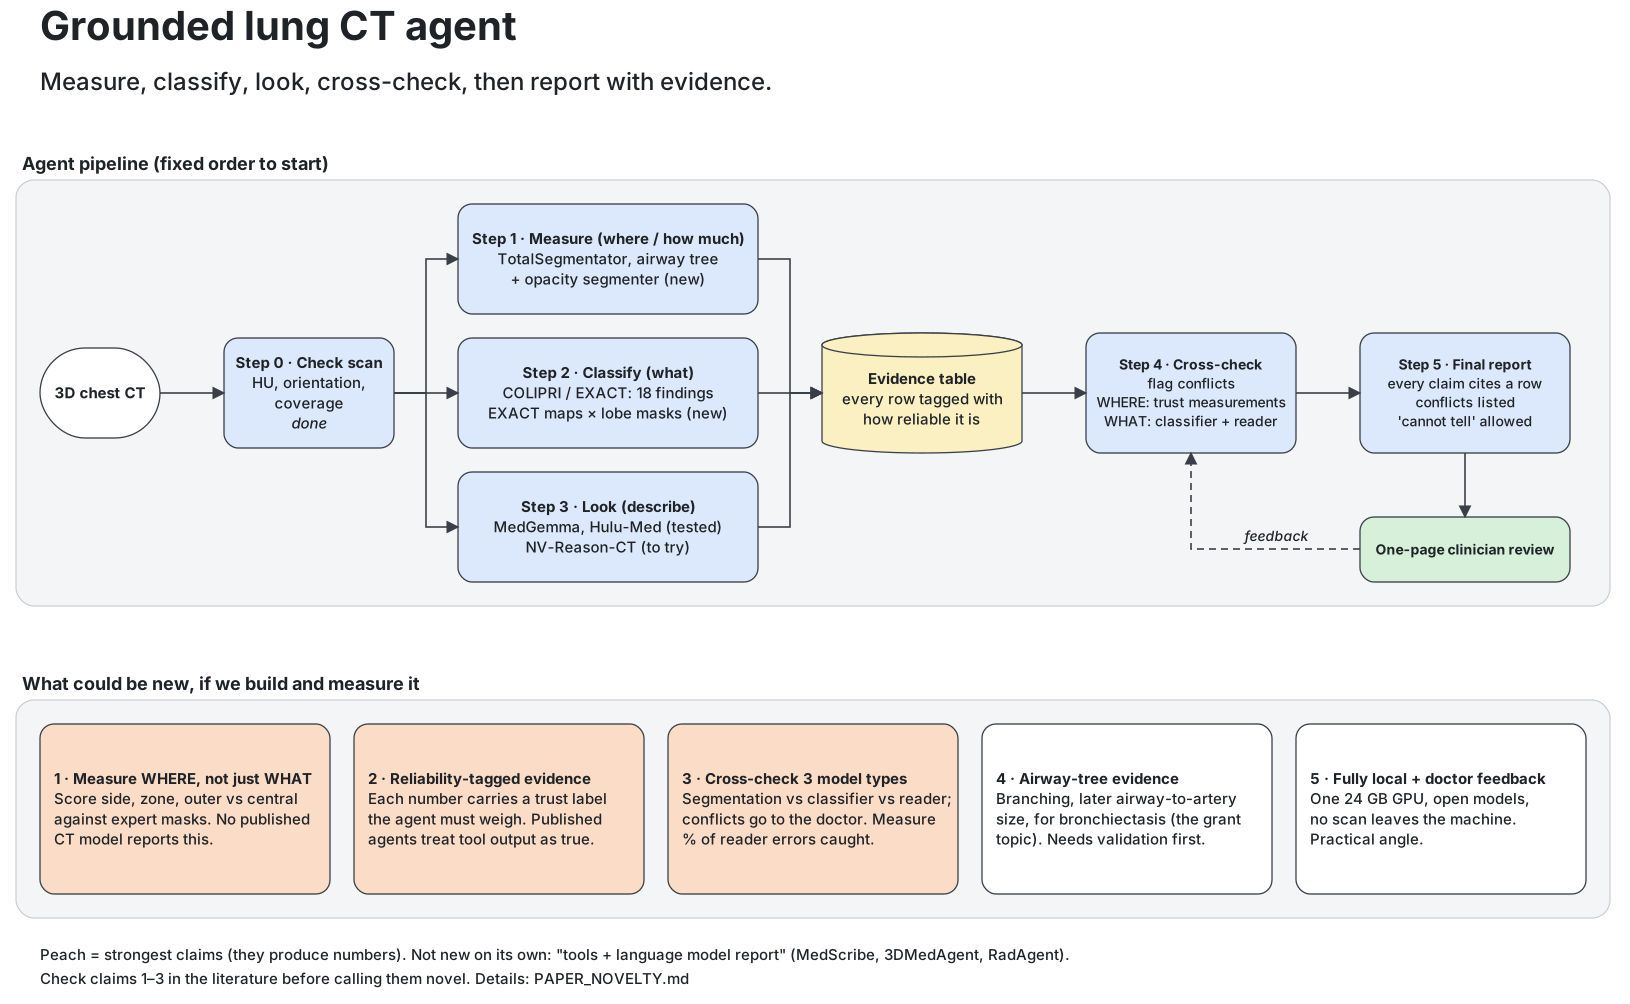 Grounded lung CT agent
Measure, classify, look, cross-check, then report with evidence.
Agent pipeline (fixed order to start)
3D chest CT
Step 0 · Check scan
HU, orientation,
coverage
done
Step 1 · Measure (where / how much)
TotalSegmentator, airway tree
+ opacity segmenter (new)
Step 2 · Classify (what)
COLIPRI / EXACT: 18 findings
EXACT maps × lobe masks (new)
Step 3 · Look (describe)
MedGemma, Hulu-Med (tested)
NV-Reason-CT (to try)
Evidence table
every row tagged with
how reliable it is
Step 4 · Cross-check
flag conflicts
WHERE: trust measurements
WHAT: classifier + reader
Step 5 · Final report
every claim cites a row
conflicts listed
'cannot tell' allowed
feedback
One-page clinician review
What could be new, if we build and measure it
1 · Measure WHERE, not just WHAT
Score side, zone, outer vs central
against expert masks. No published
CT model reports this.
2 · Reliability-tagged evidence
Each number carries a trust label
the agent must weigh. Published
agents treat tool output as true.
3 · Cross-check 3 model types
Segmentation vs classifier vs reader;
conflicts go to the doctor. Measure
% of reader errors caught.
4 · Airway-tree evidence
Branching, later airway-to-artery
size, for bronchiectasis (the grant
topic). Needs validation first.
5 · Fully local + doctor feedback
One 24 GB GPU, open models,
no scan leaves the machine.
Practical angle.
Peach = strongest claims (they produce numbers). Not new on its own: "tools + language model report" (MedScribe, 3DMedAgent, RadAgent).
Check claims 1–3 in the literature before calling them novel. Details: PAPER_NOVELTY.md